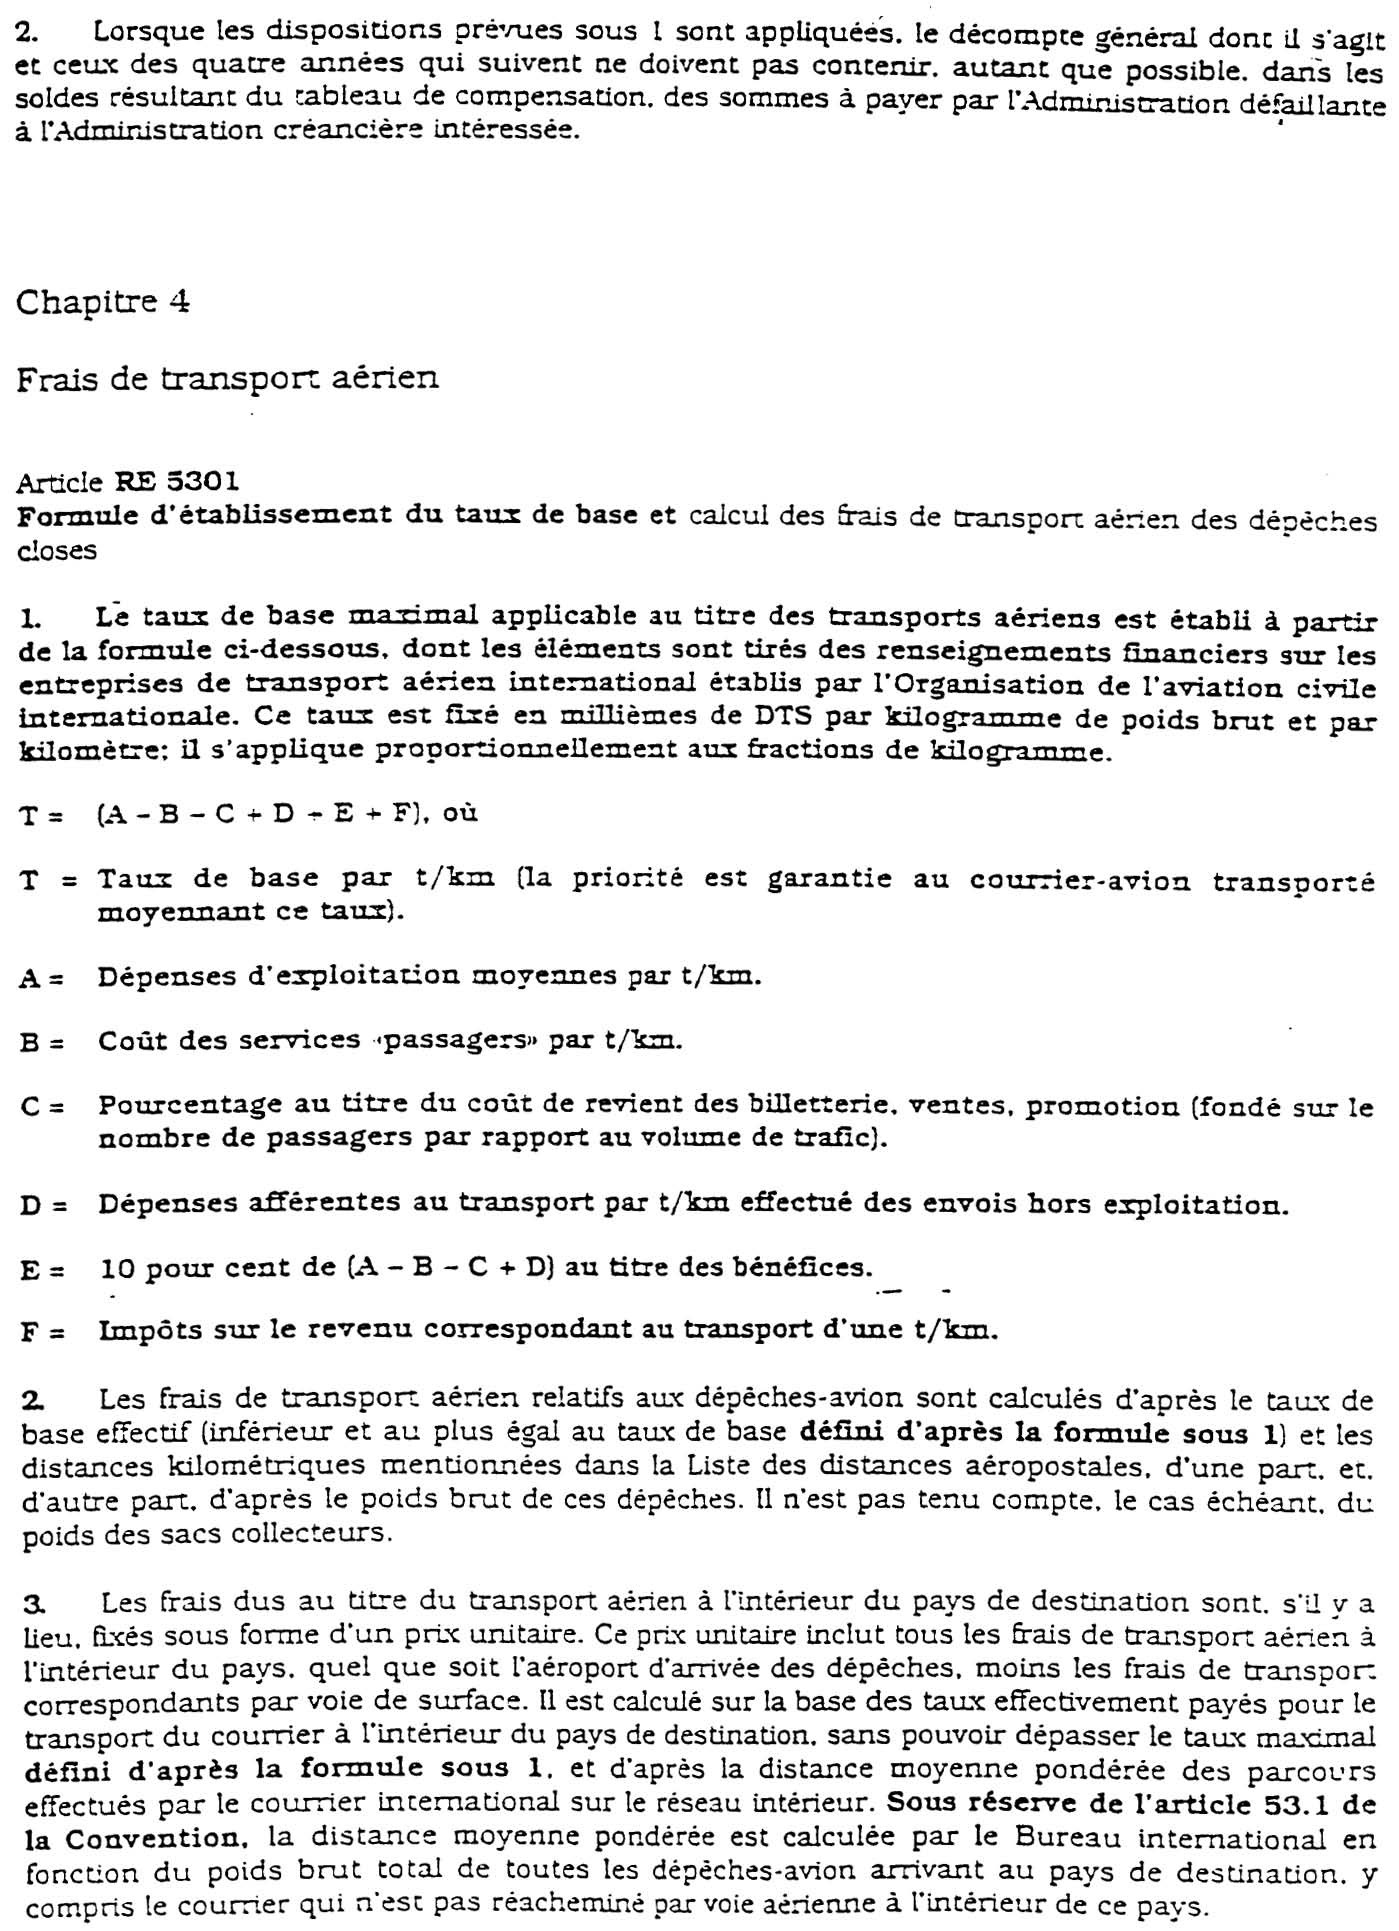 2. Lorsque les dispositions prévues sous 1 sont appliquées, le décompte général dont il s'agit
et ceux des quatre années qui suivent ne doivent pas contenir, autant que possible, dans les
soldes résultant du tableau de compensation, des sommes à payer par l'Administration défaillante
à l'Administration créancière intéressée.
Chapitre 4
Frais de transport aérien
Article RE 5301
Formule d'établissement du taux de base et calcul des frais de transport aérien des dépêches
closes
1. Le taux de base maximal applicable au titre des transports aériens est établi à partir
de la formule ci-dessous, dont les éléments sont tirés des renseignements financiers sur les
entreprises de transport aérien international établis par l'Organisation de l'aviation civile
internationale. Ce taux est fixé en millièmes de DTS par kilogramme de poids brut et par
kilomètre; il s'applique proportionnellement aux fractions de kilogramme.
T = (A – B – C + D + E + F), où
T = Taux de base par t/km (la priorité est garantie au courrier-avion transporté
moyennant ce taux).
A = Dépenses d'exploitation moyennes par t/km.
B = Coût des services «passagers» par t/km.
C = Pourcentage au titre du coût de revient des billetterie, ventes, promotion (fondé sur le
nombre de passagers par rapport au volume de trafic).
D = Dépenses afférentes au transport par t/km effectué des envois hors exploitation.
E = 10 pour cent de (A – B – C + D) au titre des bénéfices.
F = Impôts sur le revenu correspondant au transport d'une t/km.
2. Les frais de transport aérien relatifs aux dépêches-avion sont calculés d'après le taux de
base effectif (inférieur et au plus égal au taux de base défini d'après la formule sous 1) et les
distances kilométriques mentionnées dans la Liste des distances aéropostales, d'une part, et,
d'autre part, d'après le poids brut de ces dépêches. Il n'est pas tenu compte, le cas échéant, du
poids des sacs collecteurs.
3. Les frais dus au titre du transport aérien à l'intérieur du pays de destination sont, s'il y a
lieu, fixés sous forme d'un prix unitaire. Ce prix unitaire inclut tous les frais de transport aérien à
l'intérieur du pays, quel que soit l'aéroport d'arrivée des dépêches, moins les frais de transport
correspondants par voie de surface. Il est calculé sur la base des taux effectivement payés pour le
transport du courrier à l'intérieur du pays de destination, sans pouvoir dépasser le taux maximal
défini d'après la formule sous 1, et d'après la distance moyenne pondérée des parcours
effectués par le courrier international sur le réseau intérieur. Sous réserve de l'article 53.1 de
la Convention, la distance moyenne pondérée est calculée par le Bureau international en
fonction du poids brut total de toutes les dépêches-avion arrivant au pays de destination, y
compris le courrier qui n'est pas réacheminé par voie aérienne à l'intérieur de ce pays.